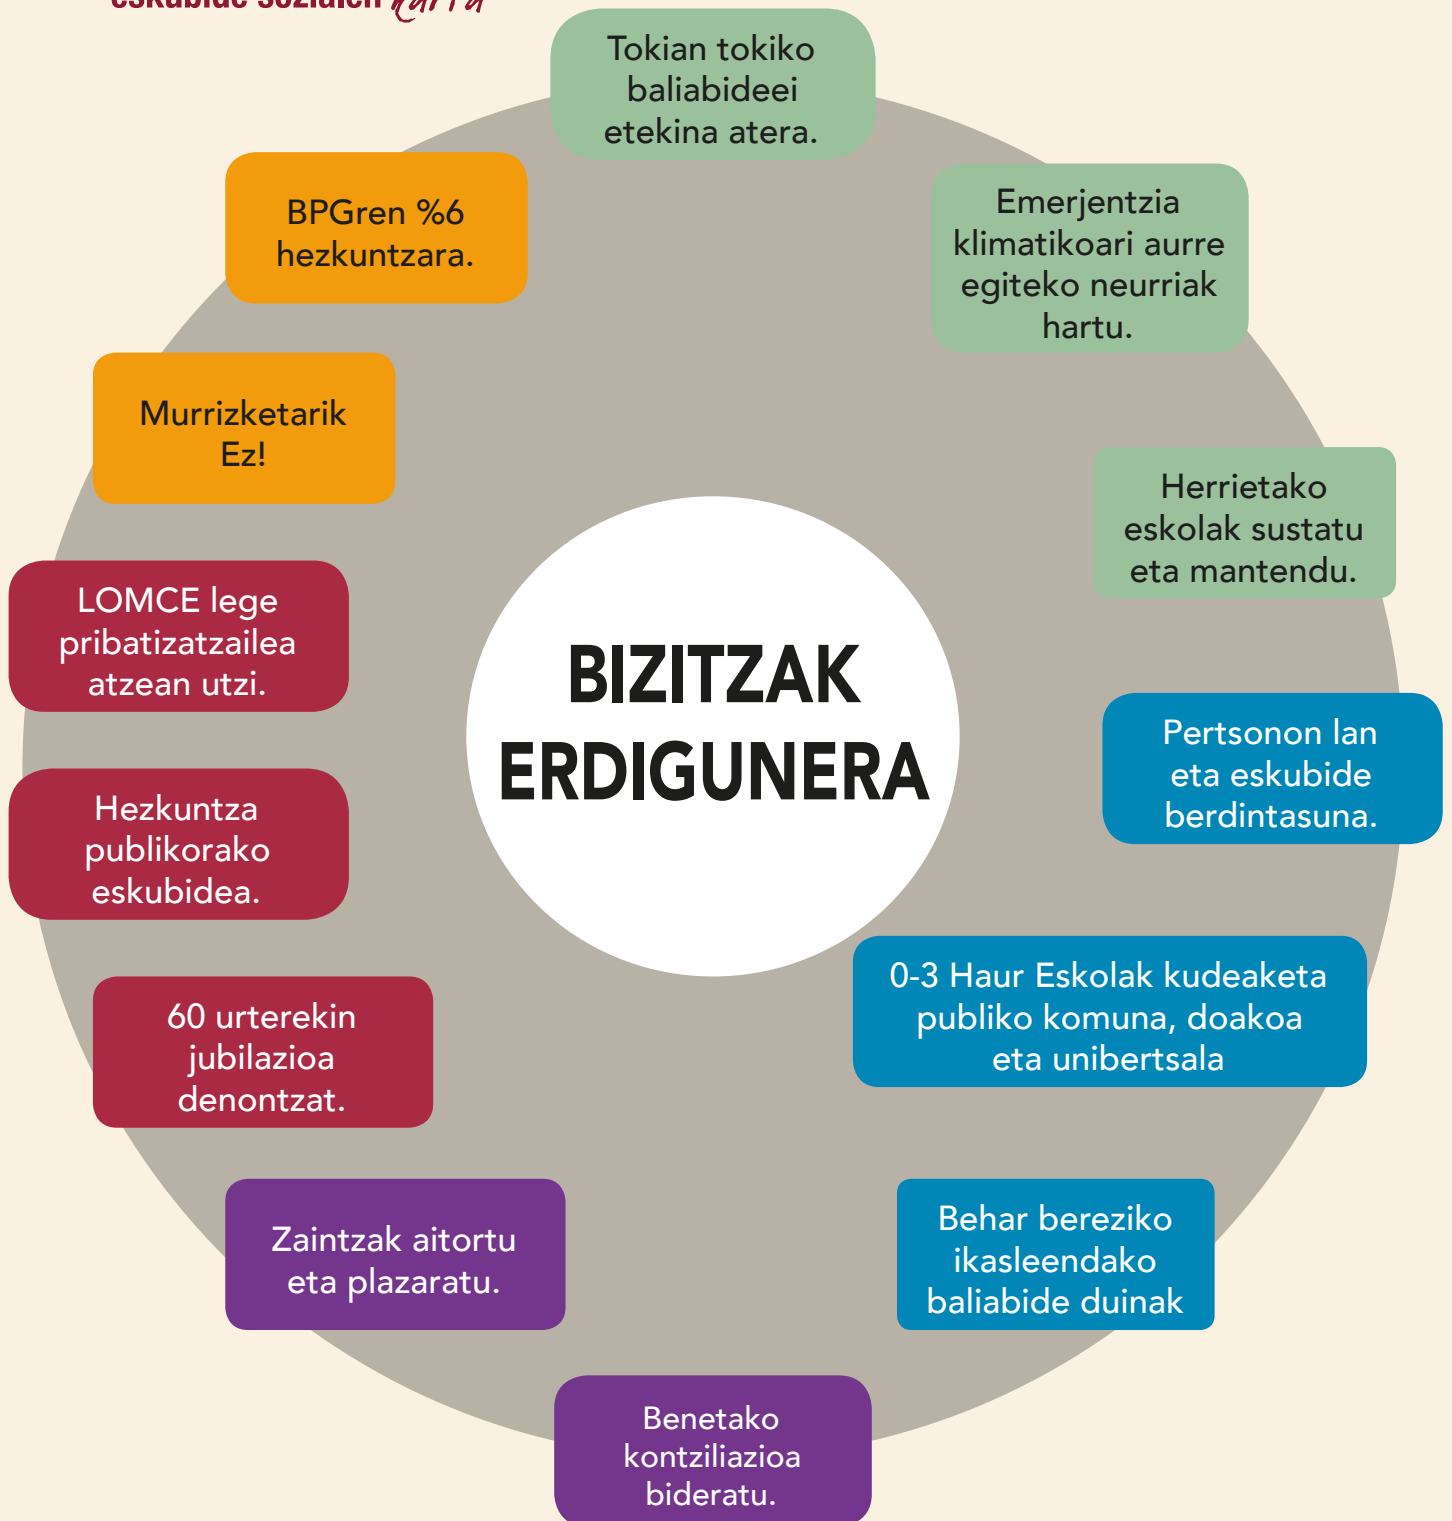 eskubide sozialen karta
Tokian tokiko
baliabideei
etekina atera.
Emerjentzia
klimatikoari aurre
egiteko neurriak
hartu.
Herrietako
eskolak sustatu
eta mantendu.
Pertsonon lan
eta eskubide
berdintasuna.
0-3 Haur Eskolak kudeaketa
publiko komuna, doakoa
eta unibertsala
Behar bereziko
ikasleendako
baliabide duinak
Benetako
kontziliazioa
bideratu.
Zaintzak aitortu
eta plazaratu.
60 urterekin
jubilazioa
denontzat.
Hezkuntza
publikorako
eskubidea.
LOMCE lege
pribatizatzailea
atzean utzi.
Murrizketarik
Ez!
BPGren %6
hezkuntzara.
BIZITZAK
ERDIGUNERA